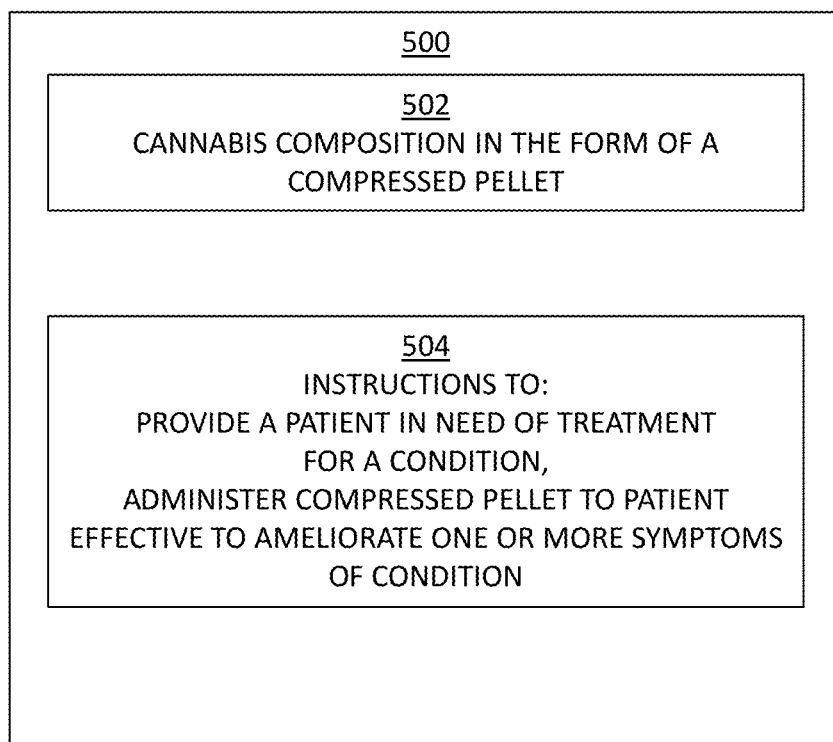 500
502
CANNABIS COMPOSITION IN THE FORM OF A
COMPRESSED PELLET
504
INSTRUCTIONS TO:
PROVIDE A PATIENT IN NEED OF TREATMENT
FOR A CONDITION,
ADMINISTER COMPRESSED PELLET TO PATIENT
EFFECTIVE TO AMELIORATE ONE OR MORE SYMPTOMS
OF CONDITION